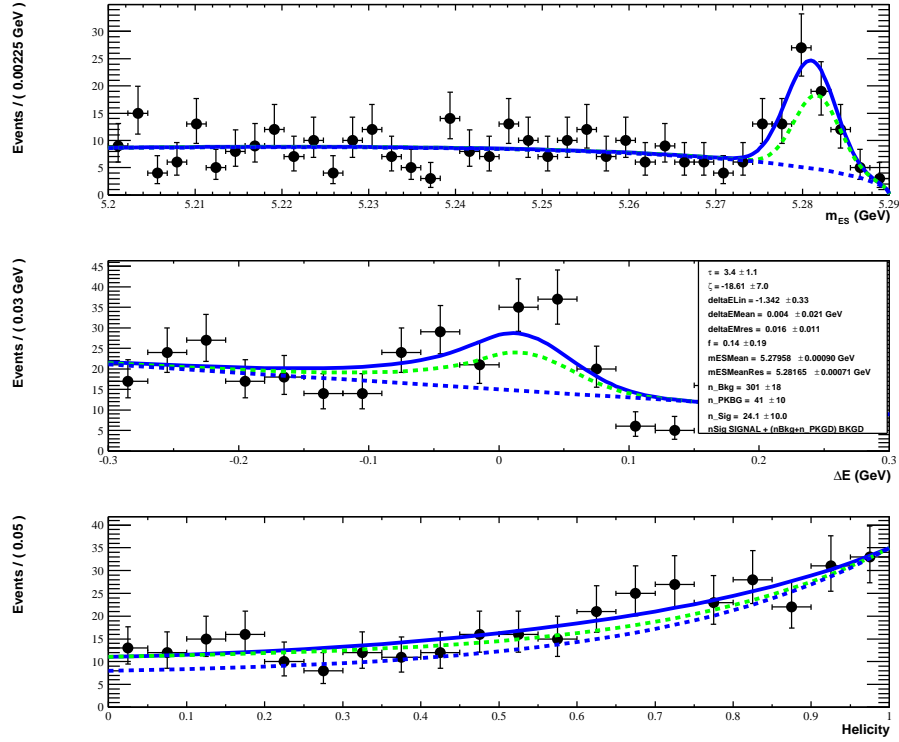 Events / ( 0.00225 GeV )
30
25
20
15
10
5
0
5.2 5.21 5.22 5.23 5.24 5.25 5.26 5.27 5.28 5.29
m_ES (GeV)
Events / ( 0.03 GeV )
45
40
35
30
25
20
15
10
5
0
τ = 3.4 ± 1.1
ζ = -18.61 ± 7.0
deltaELin = -1.342 ± 0.33
deltaEMean = 0.004 ± 0.021 GeV
deltaEMres = 0.016 ± 0.011
f = 0.14 ± 0.19
mESMean = 5.27958 ± 0.00090 GeV
mESMeanRes = 5.28165 ± 0.00071 GeV
n_Bkg = 301 ± 18
n_PKBG = 41 ± 10
n_Sig = 24.1 ± 10.0
nSig SIGNAL + (nBkg+n_PKGD) BKGD
-0.3 -0.2 -0.1 0 0.1 0.2 0.3
ΔE (GeV)
Events / ( 0.05 )
40
35
30
25
20
15
10
5
0
0 0.1 0.2 0.3 0.4 0.5 0.6 0.7 0.8 0.9 1
Helicity